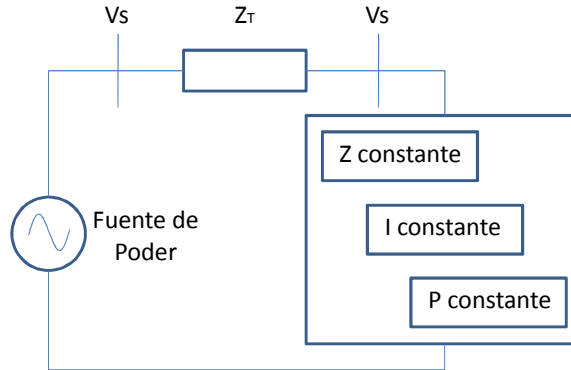 Vs
ZT
Vs
Z constante
I constante
P constante
Fuente de
Poder